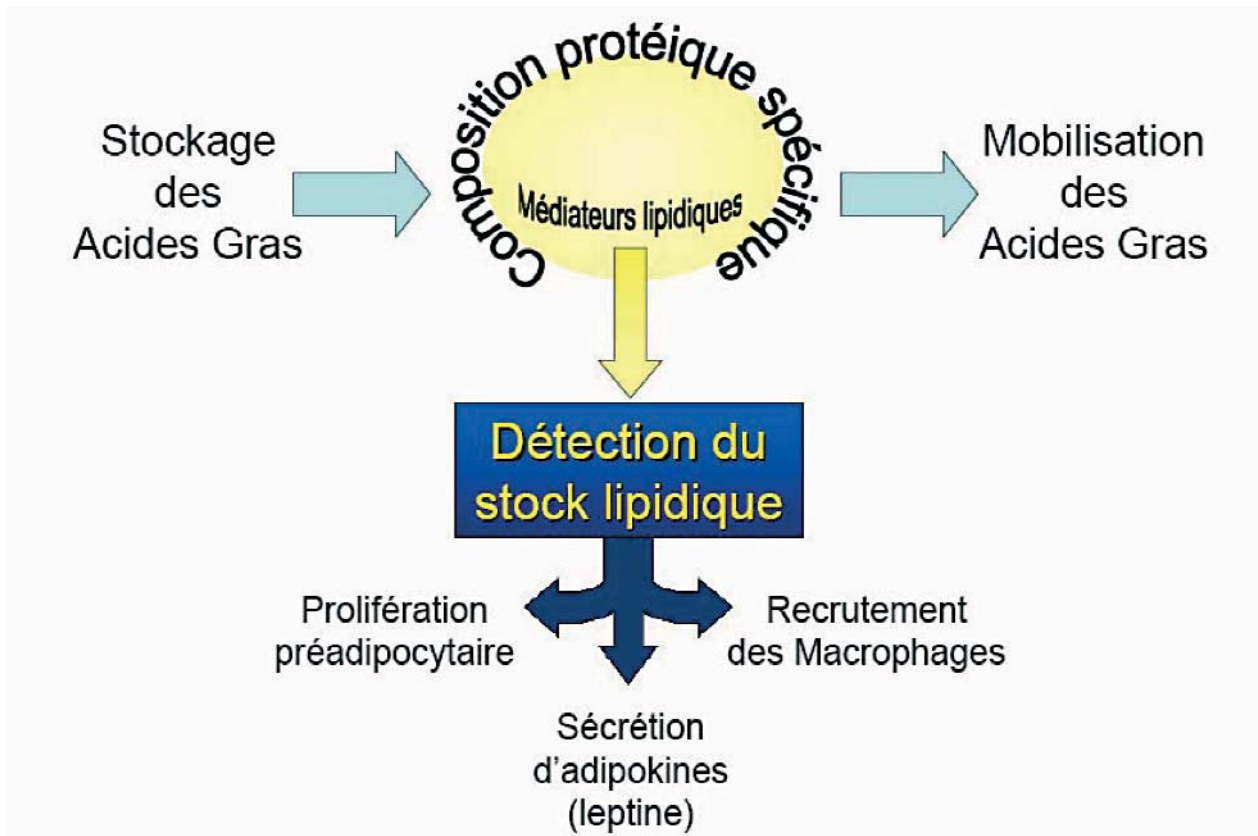 Composition protéique spécifique
Stockage
des
Acides Gras
Médiateurs lipidiques
Mobilisation
des
Acides Gras
Détection du
stock lipidique
Prolifération
préadipocytaire
Recrutement
des Macrophages
Sécrétion
d'adipokines
(leptine)